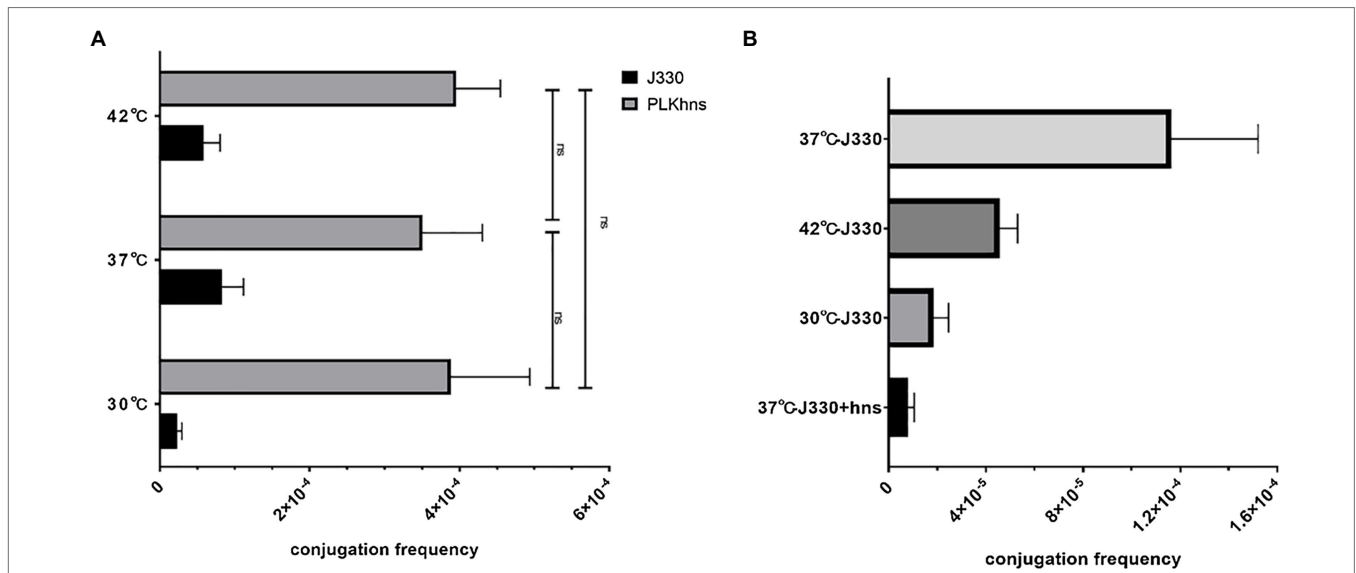 A
J330
PLKhns
42℃
37℃
30℃
ns
ns
ns
0
2×10⁻⁴
4×10⁻⁴
6×10⁻⁴
conjugation frequency
B
37℃-J330
42℃-J330
30℃-J330
37℃-J330+hns
0
4×10⁻⁵
8×10⁻⁵
1.2×10⁻⁴
1.6×10⁻⁴
conjugation frequency